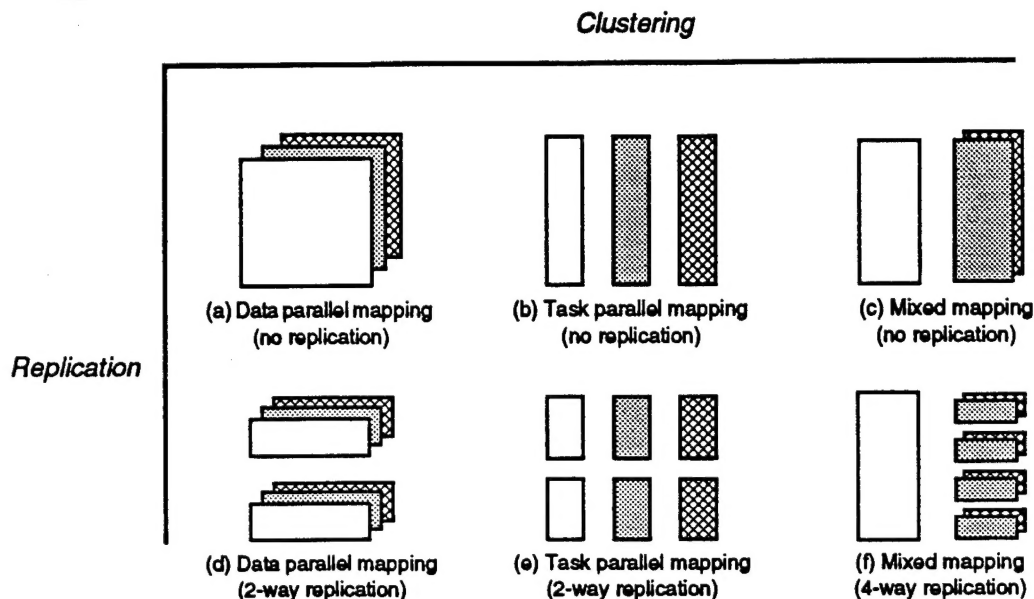 Clustering
(a) Data parallel mapping
(no replication)
(b) Task parallel mapping
(no replication)
(c) Mixed mapping
(no replication)
Replication
(d) Data parallel mapping
(2-way replication)
(e) Task parallel mapping
(2-way replication)
(f) Mixed mapping
(4-way replication)